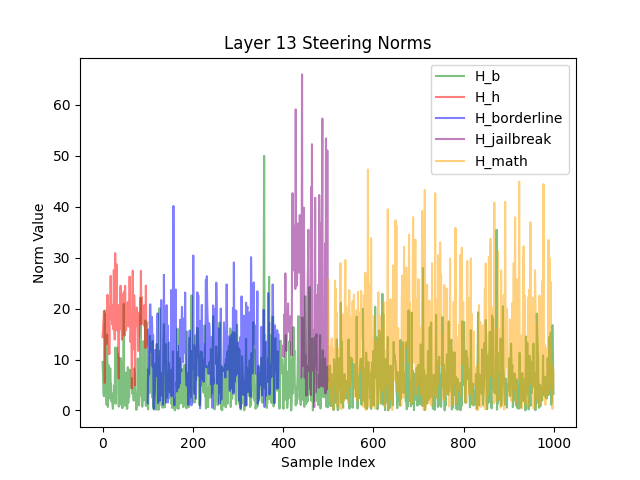 Layer 13 Steering Norms
H_b
H_h
H_borderline
H_jailbreak
H_math
Norm Value
60
50
40
30
20
10
0
0 200 400 600 800 1000
Sample Index